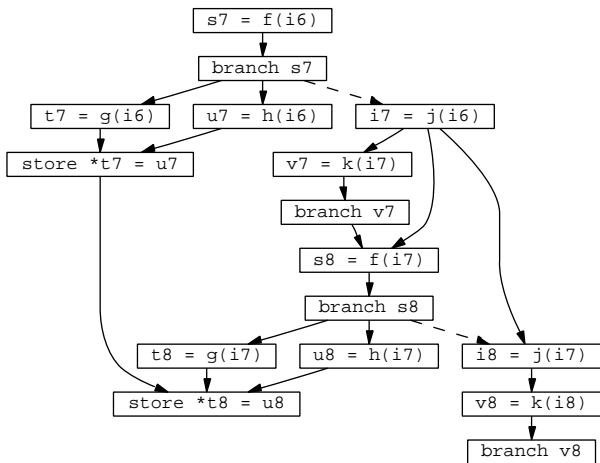 s7 = f(i6)
branch s7
t7 = g(i6)
u7 = h(i6)
i7 = j(i6)
store *t7 = u7
v7 = k(i7)
branch v7
s8 = f(i7)
branch s8
t8 = g(i7)
u8 = h(i7)
i8 = j(i7)
store *t8 = u8
v8 = k(i8)
branch v8